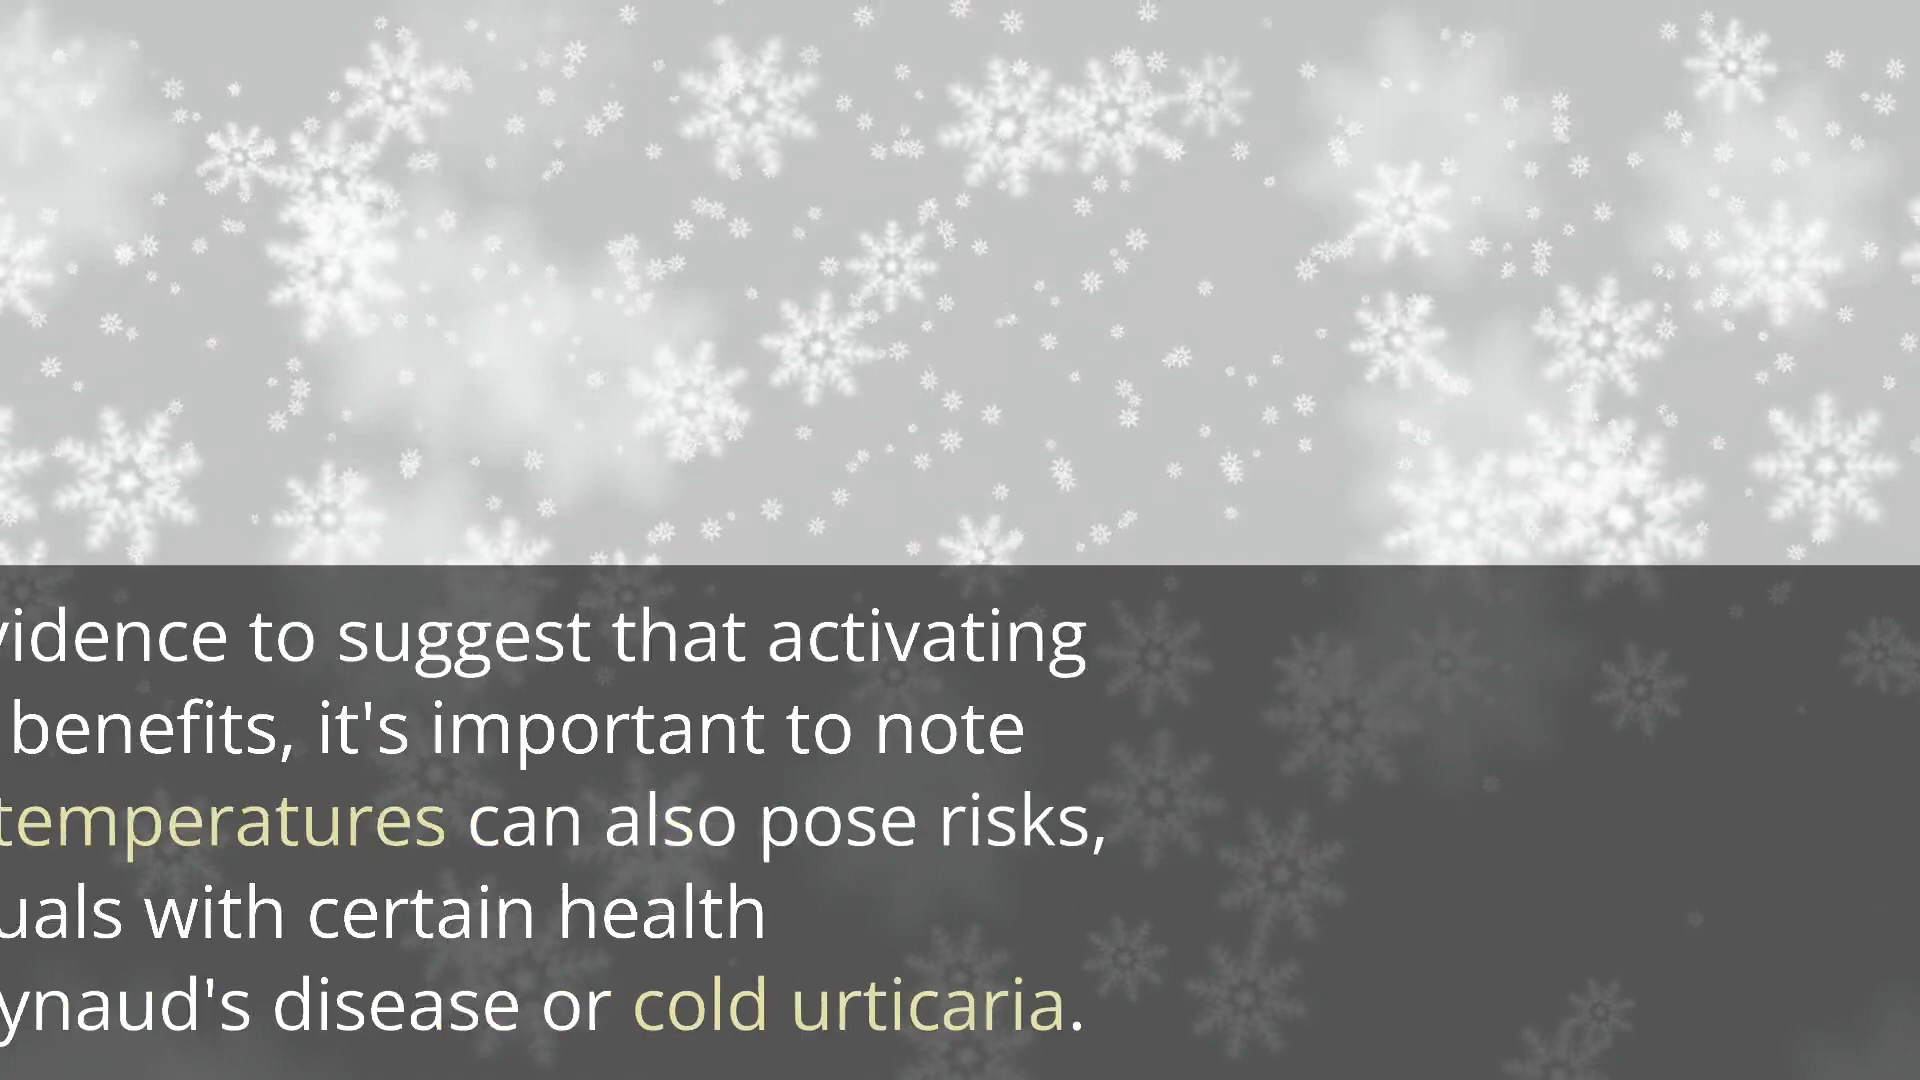 vidence to suggest that activating
benefits, it's important to note
temperatures can also pose risks,
uals with certain health
ynaud's disease or cold urticaria.